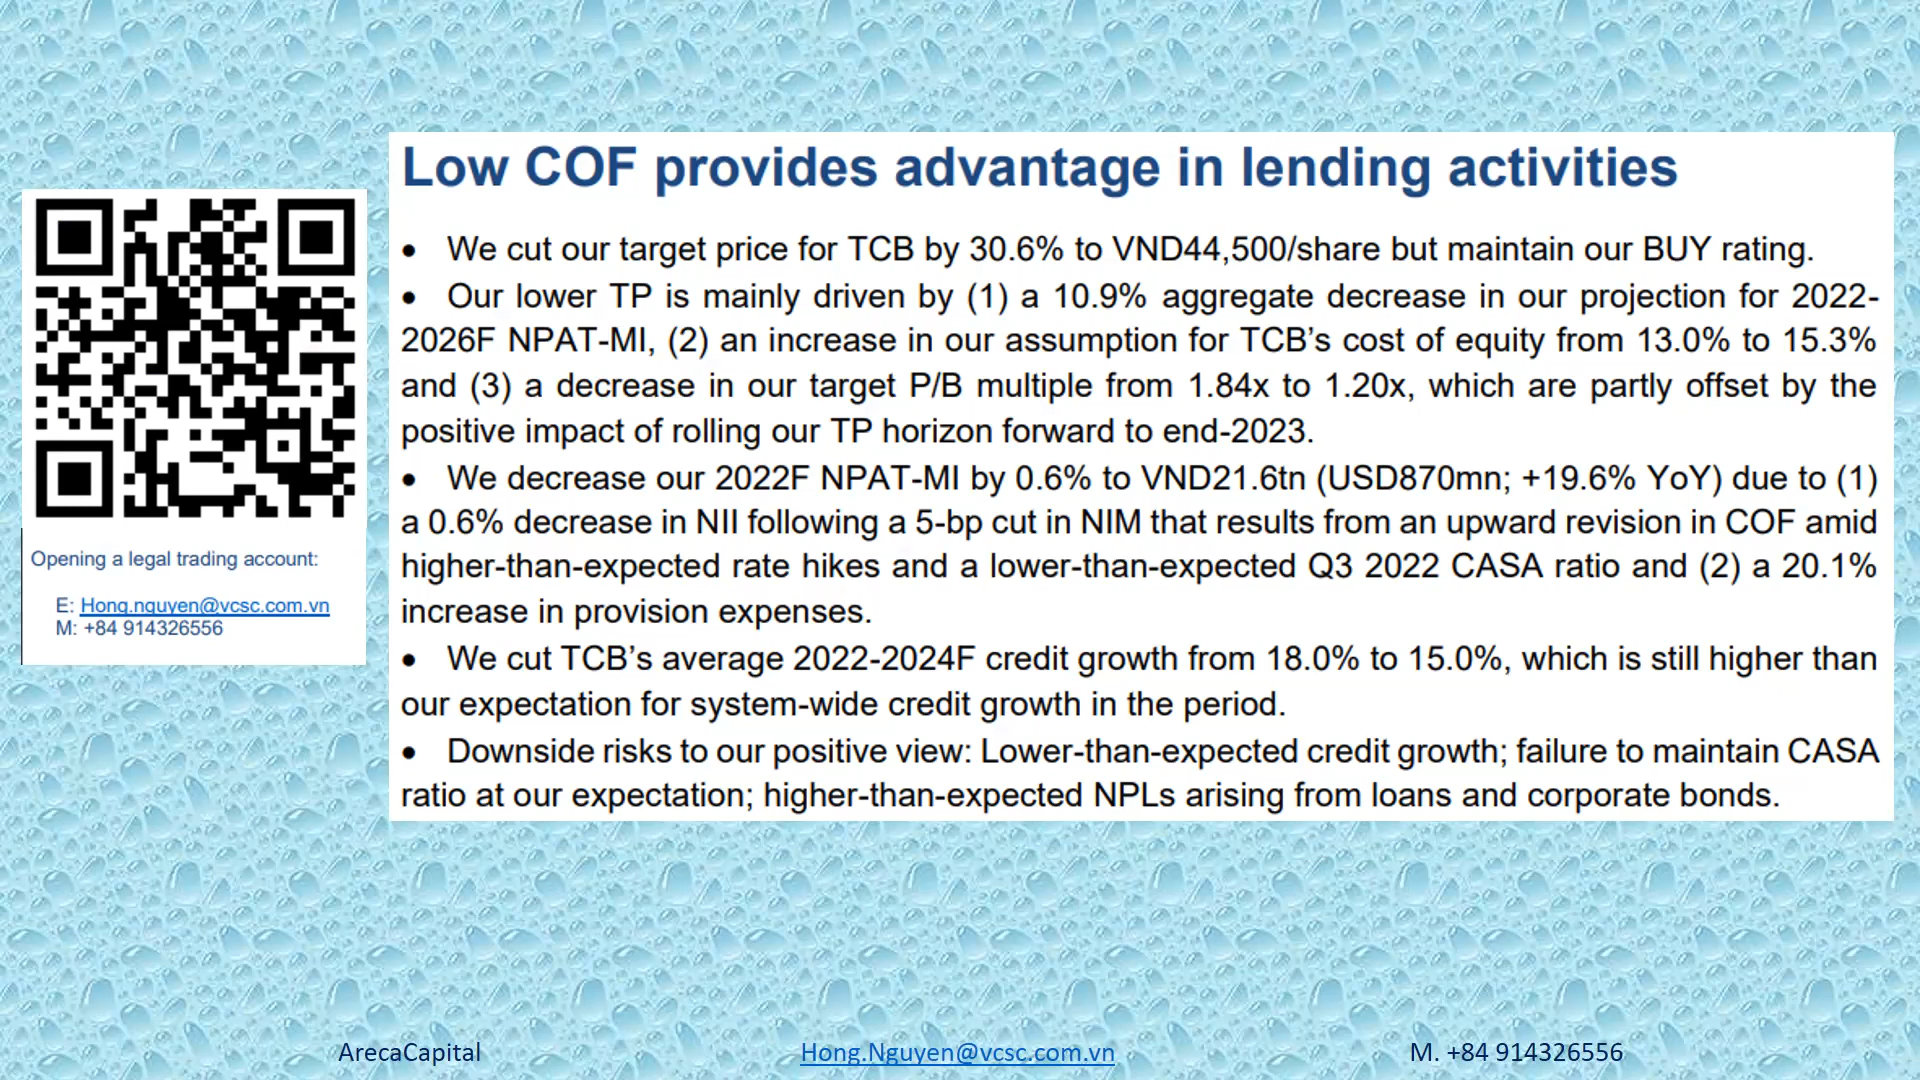 Low COF provides advantage in lending activities
• We cut our target price for TCB by 30.6% to VND44,500/share but maintain our BUY rating.
• Our lower TP is mainly driven by (1) a 10.9% aggregate decrease in our projection for 2022-
2026F NPAT-MI, (2) an increase in our assumption for TCB’s cost of equity from 13.0% to 15.3%
and (3) a decrease in our target P/B multiple from 1.84x to 1.20x, which are partly offset by the
positive impact of rolling our TP horizon forward to end-2023.
• We decrease our 2022F NPAT-MI by 0.6% to VND21.6tn (USD870mn; +19.6% YoY) due to (1)
a 0.6% decrease in NII following a 5-bp cut in NIM that results from an upward revision in COF amid
higher-than-expected rate hikes and a lower-than-expected Q3 2022 CASA ratio and (2) a 20.1%
increase in provision expenses.
• We cut TCB’s average 2022-2024F credit growth from 18.0% to 15.0%, which is still higher than
our expectation for system-wide credit growth in the period.
• Downside risks to our positive view: Lower-than-expected credit growth; failure to maintain CASA
ratio at our expectation; higher-than-expected NPLs arising from loans and corporate bonds.
Opening a legal trading account:
E: Hong.nguyen@vcsc.com.vn
M: +84 914326556
ArecaCapital
Hong.Nguyen@vcsc.com.vn
M. +84 914326556